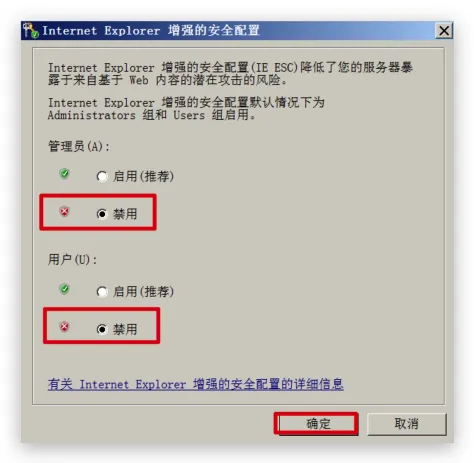 Internet Explorer 增强的安全配置
Internet Explorer 增强的安全配置(IE ESC)降低了您的服务器暴
露于来自基于 Web 内容的潜在攻击的风险。
Internet Explorer 增强的安全配置默认情况下为
Administrators 组和 Users 组启用。
管理员(A):
启用(推荐)
禁用
用户(U):
启用(推荐)
禁用
有关 Internet Explorer 增强的安全配置的详细信息
确定 取消